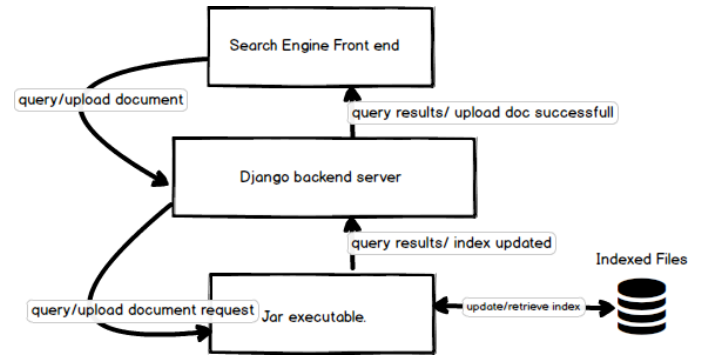 Search Engine Front end
query/upload document
query results/ upload doc successfull
Django backend server
query results/ index updated
Indexed Files
query/upload document request
Jar executable.
update/retrieve index